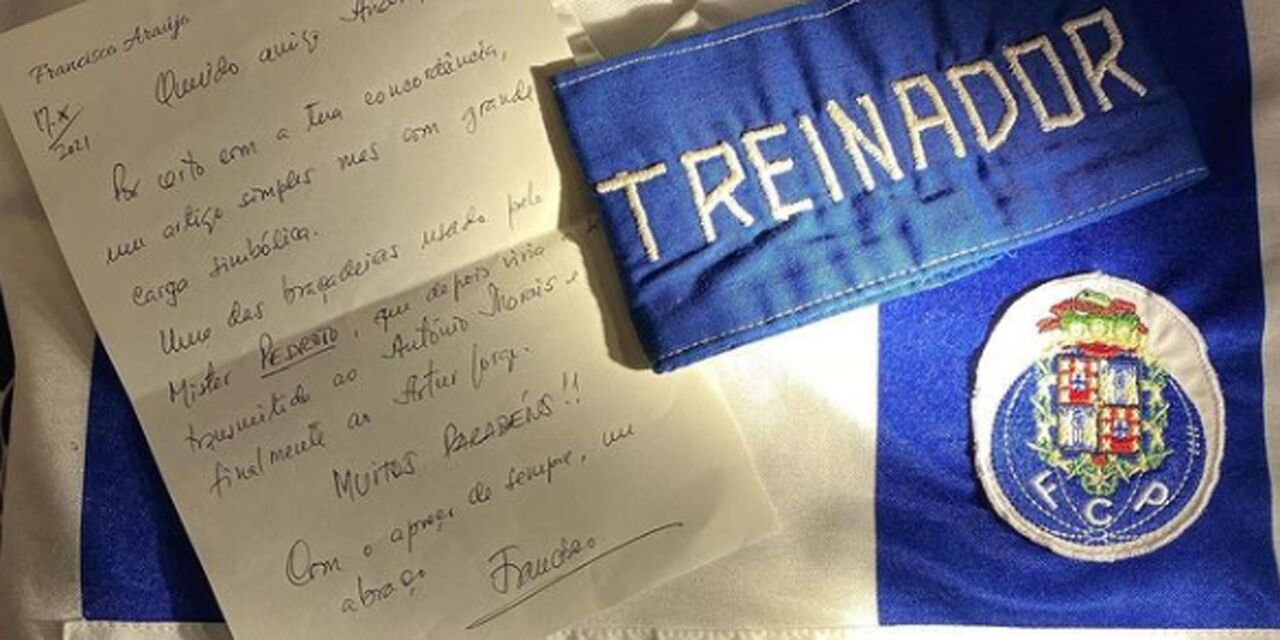 Francisco Araújo
17.X
2021
Querido amigo
Por certo com a tua concordância,
um artigo simples mas com grande
carga simbólica.
Uma das braçadeiras usada pelo
Mister PEDROTO, que depois viria
transmitida ao António Morais e
finalmente ao Artur Jorge.
MUITOS PARABÉNS!!
Com o apreço de sempre, um
abraço Francisco
TREINADOR
FCP